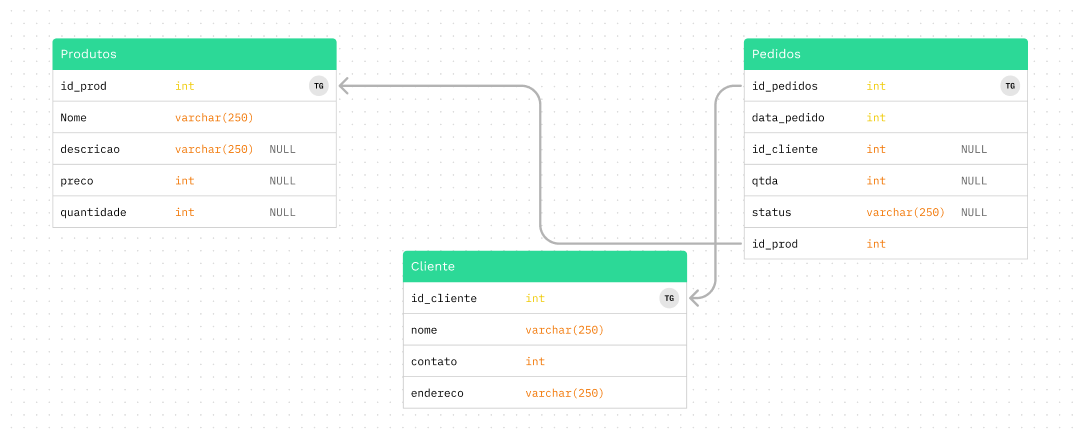 Produtos
id_prod int TG
Nome varchar(250)
descricao varchar(250) NULL
preco int NULL
quantidade int NULL
Pedidos
id_pedidos int TG
data_pedido int
id_cliente int NULL
qtda int NULL
status varchar(250) NULL
id_prod int
Cliente
id_cliente int TG
nome varchar(250)
contato int
endereco varchar(250)